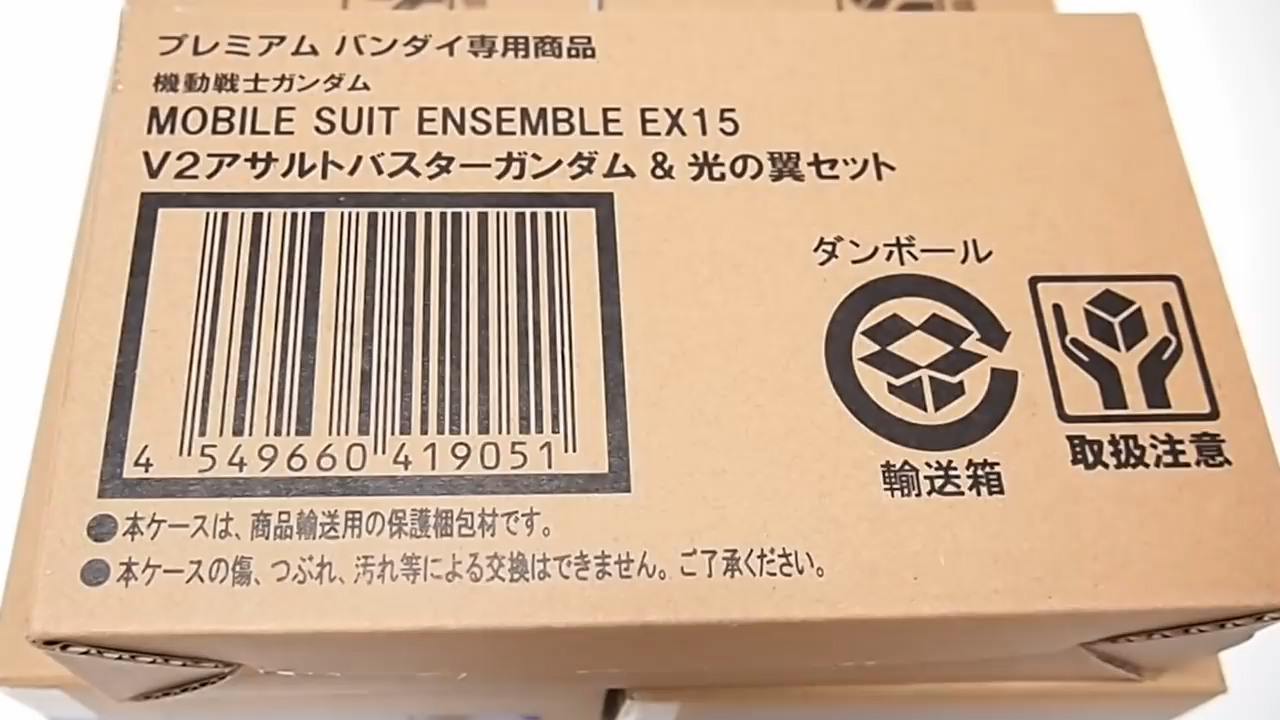 プレミアム バンダイ専用商品
機動戦士ガンダム
MOBILE SUIT ENSEMBLE EX15
V2アサルトバスターガンダム & 光の翼セット
4 549660 419051
ダンボール
輸送箱
取扱注意
●本ケースは、商品輸送用の保護梱包材です。
●本ケースの傷、つぶれ、汚れ等による交換はできません。ご了承ください。